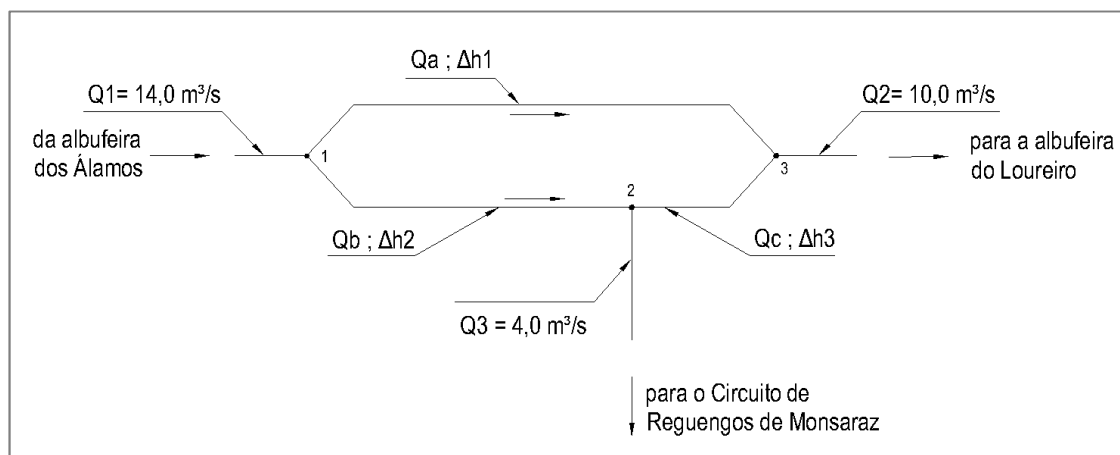 Qa ; Δh1
Q1= 14,0 m³/s
Q2= 10,0 m³/s
da albufeira
dos Álamos
1
3
para a albufeira
do Loureiro
2
Qb ; Δh2
Qc ; Δh3
Q3 = 4,0 m³/s
para o Circuito de
Reguengos de Monsaraz